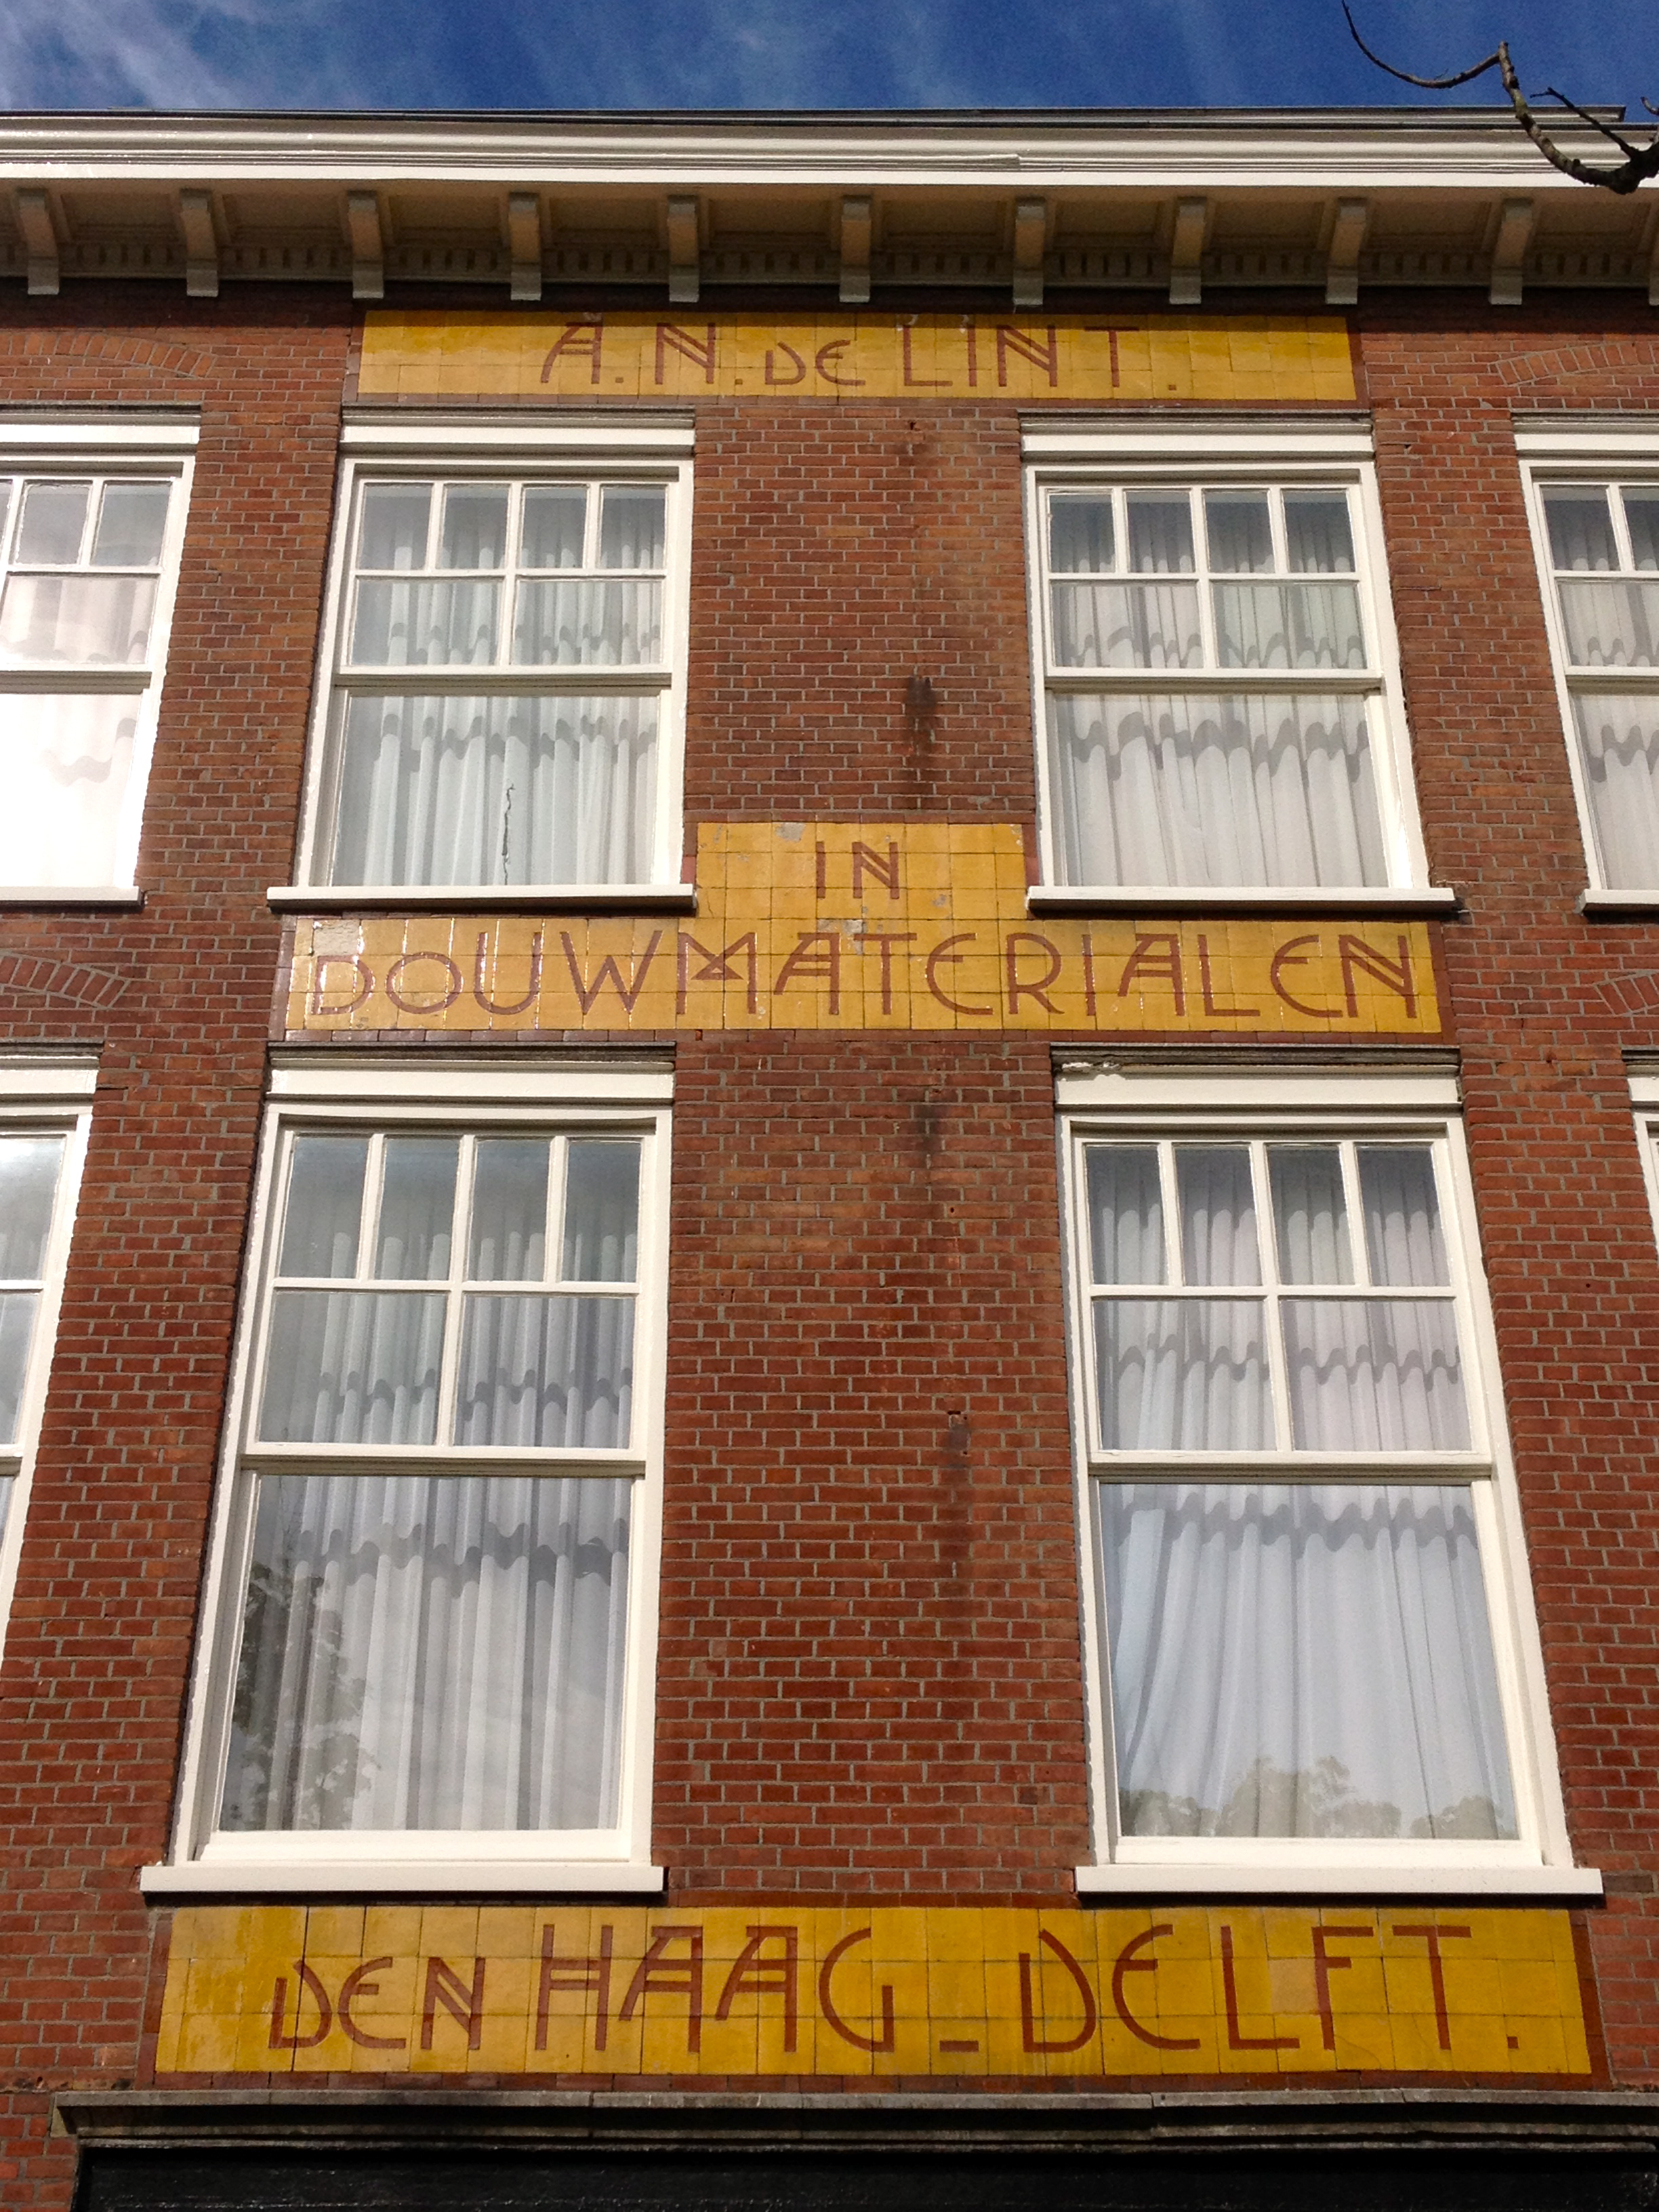 A. N. DE LINT.
IN
BOUWMATERIALEN
DEN HAAG - DELFT.